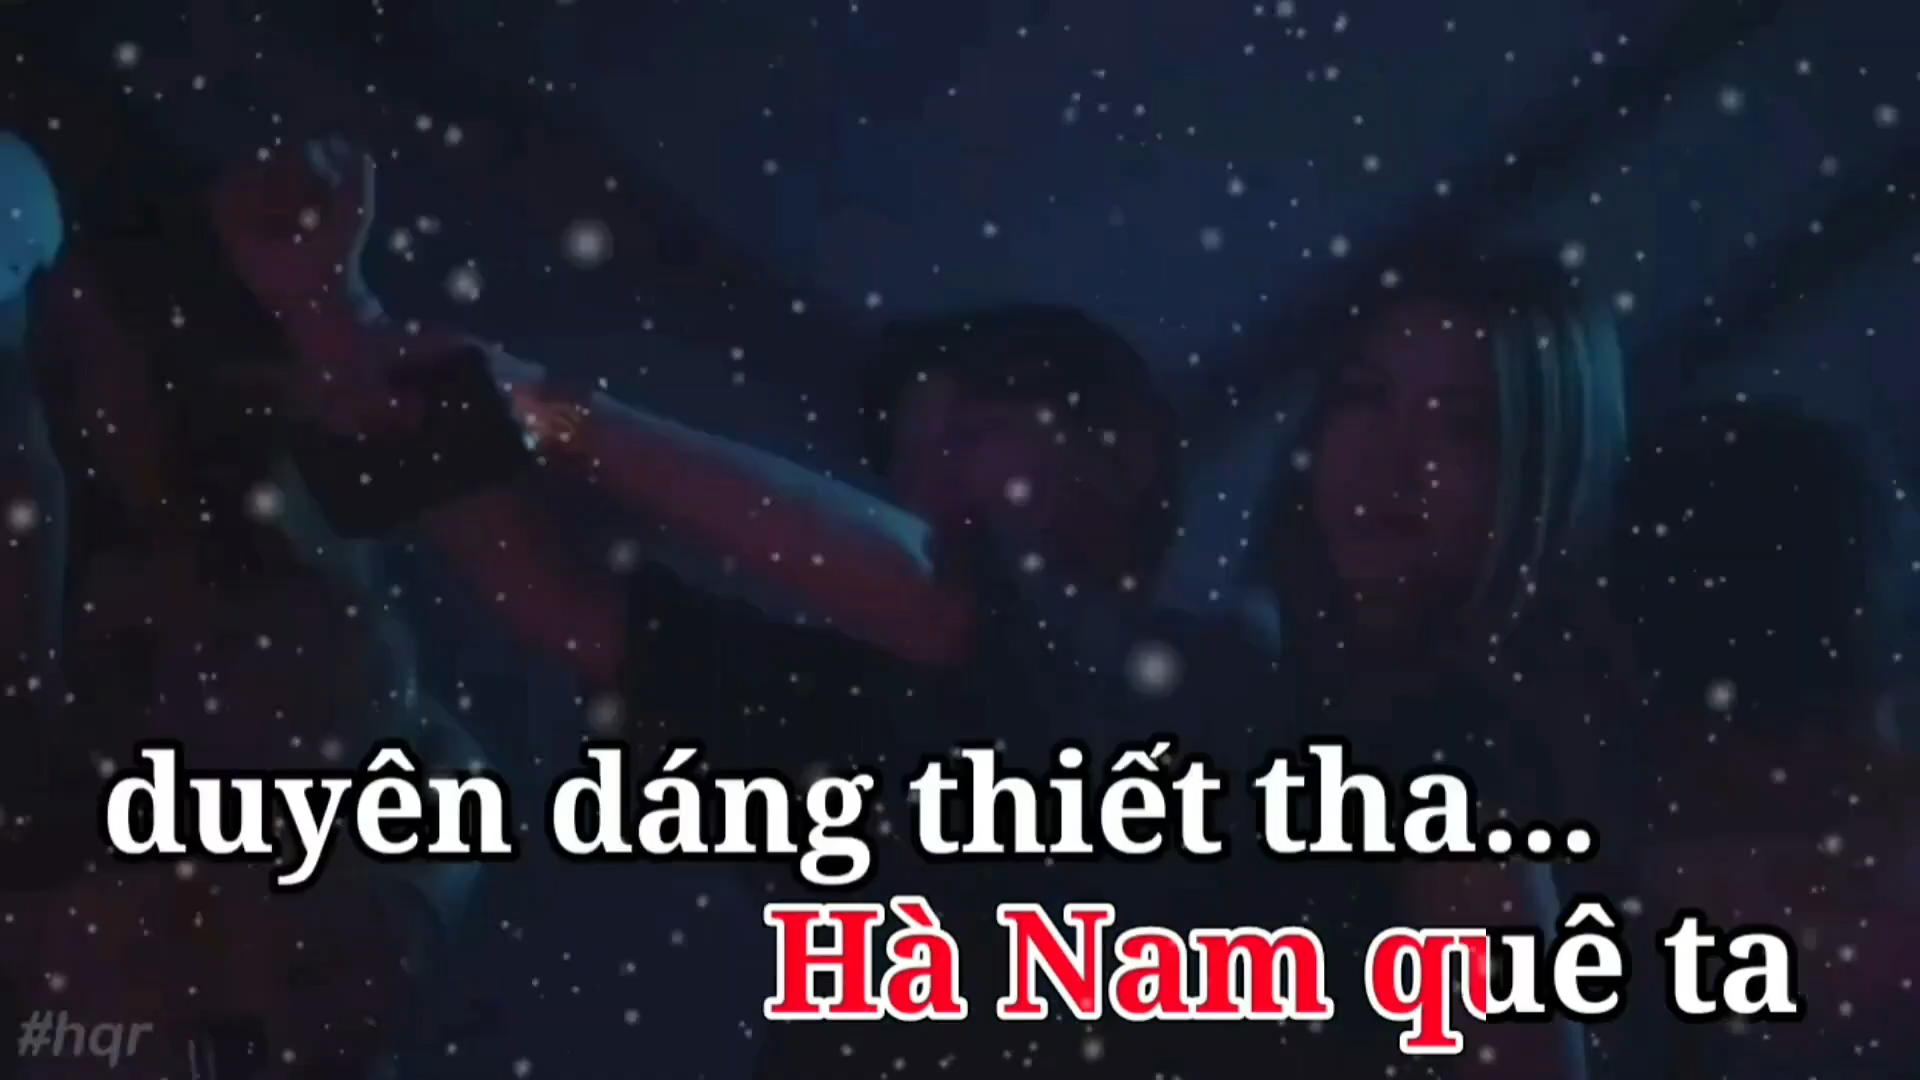 duyên dáng thiết tha...
Hà Nam quê ta
#hqr